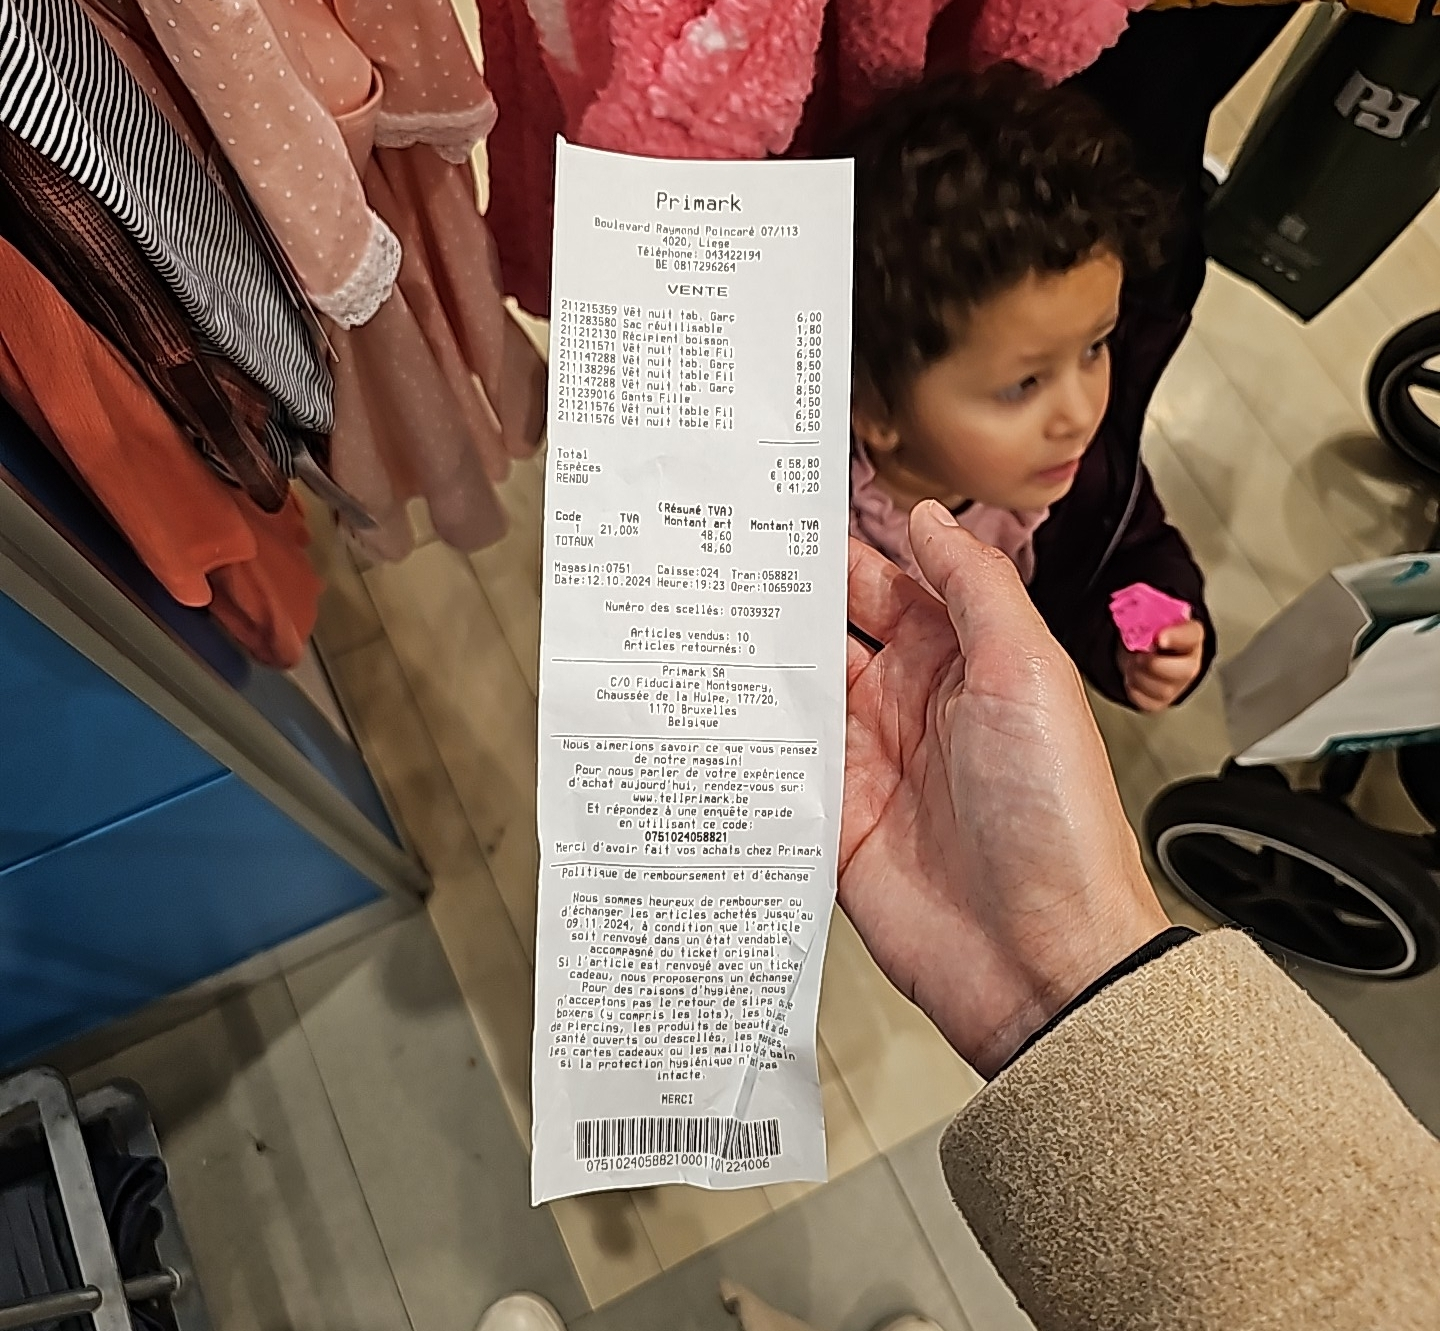 Primark
Boulevard Raymond Poincaré 07/113
4020, Liege
Téléphone: 043422194
BE 0817296264
VENTE
211215359 Vêt nuit tab. Garç 6,00
211283580 Sac réutilisable 1,80
211212130 Récipient boisson 3,00
211211571 Vêt nuit table Fil 6,50
211147288 Vêt nuit tab. Garç 8,50
211138296 Vêt nuit table Fil 7,00
211147288 Vêt nuit tab. Garç 8,50
211239016 Gants Fille 4,50
211211576 Vêt nuit table Fil 6,50
211211576 Vêt nuit table Fil 6,50
Total € 58,80
Espèces € 100,00
RENDU € 41,20
(Résumé TVA)
Code TVA Montant art Montant TVA
1 21,00% 48,60 10,20
TOTAUX 48,60 10,20
Magasin:0751 Caisse:024 Tran:058821
Date:12.10.2024 Heure:19:23 Oper:10659023
Numéro des scellés: 07039327
Articles vendus: 10
Articles retournés: 0
Primark SA
C/O Fiduciaire Montgomery,
Chaussée de la Hulpe, 177/20,
1170 Bruxelles
Belgique
Nous aimerions savoir ce que vous pensez
de notre magasin!
Pour nous parler de votre expérience
d'achat aujourd'hui, rendez-vous sur:
www.tellprimark.be
Et répondez à une enquête rapide
en utilisant ce code:
0751024058821
Merci d'avoir fait vos achats chez Primark
Politique de remboursement et d'échange
Nous sommes heureux de rembourser ou
d'échanger les articles achetés jusqu'au
09.11.2024, à condition que l'article
soit renvoyé dans un état vendable,
accompagné du ticket original.
Si l'article est renvoyé avec un ticket
cadeau, nous proposerons un échange.
Pour des raisons d'hygiène, nous
n'acceptons pas le retour de slips
boxers (y compris les lots), les
de piercing, les produits de beauté de
santé ouverts ou descellés, les
les cartes cadeaux ou les maillots de bain
si la protection hygiénique n'est pas
intacte.
MERCI
07510240588210001101224006